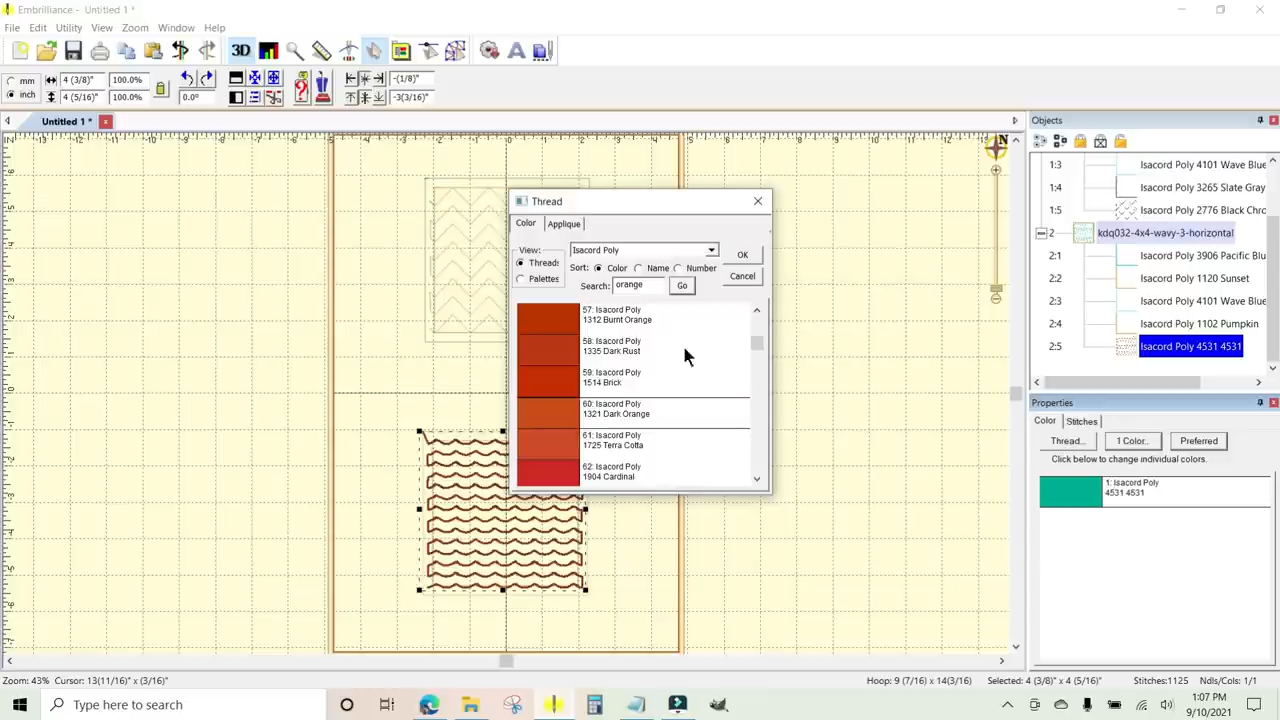 Embrilliance - Untitled 1 *
File Edit Utility View Zoom Window Help
3D
mm
inch
4 (3/8)" 100.0%
4 (5/16)" 100.0%
0.0°
-(1/8)"
-3(3/16)"
Untitled 1 *
Objects
1:3 Isacord Poly 4101 Wave Blue
1:4 Isacord Poly 3265 Slate Gray
1:5 Isacord Poly 2776 Black Chro
2 kdq032-4x4-wavy-3-horizontal
2:1 Isacord Poly 3906 Pacific Blu
2:2 Isacord Poly 1120 Sunset
2:3 Isacord Poly 4101 Wave Blue
2:4 Isacord Poly 1102 Pumpkin
2:5 Isacord Poly 4531 4531
Thread
Color Applique
View:
Threads
Palettes
Isacord Poly
Sort: Color Name Number
Search: orange Go
OK
Cancel
57: Isacord Poly
1312 Burnt Orange
58: Isacord Poly
1335 Dark Rust
59: Isacord Poly
1514 Brick
60: Isacord Poly
1321 Dark Orange
61: Isacord Poly
1725 Terra Cotta
62: Isacord Poly
1904 Cardinal
Properties
Color Stitches
Thread... 1 Color... Preferred
Click below to change individual colors.
1: Isacord Poly
4531 4531
Zoom: 43% Cursor: 13(11/16)" x (3/16)" Hoop: 9 (7/16) x 14(3/16) Selected: 4 (3/8)" x 4 (5/16)" Stitches:1125 Ndls/Cols: 1/1
Type here to search
1:07 PM
9/10/2021